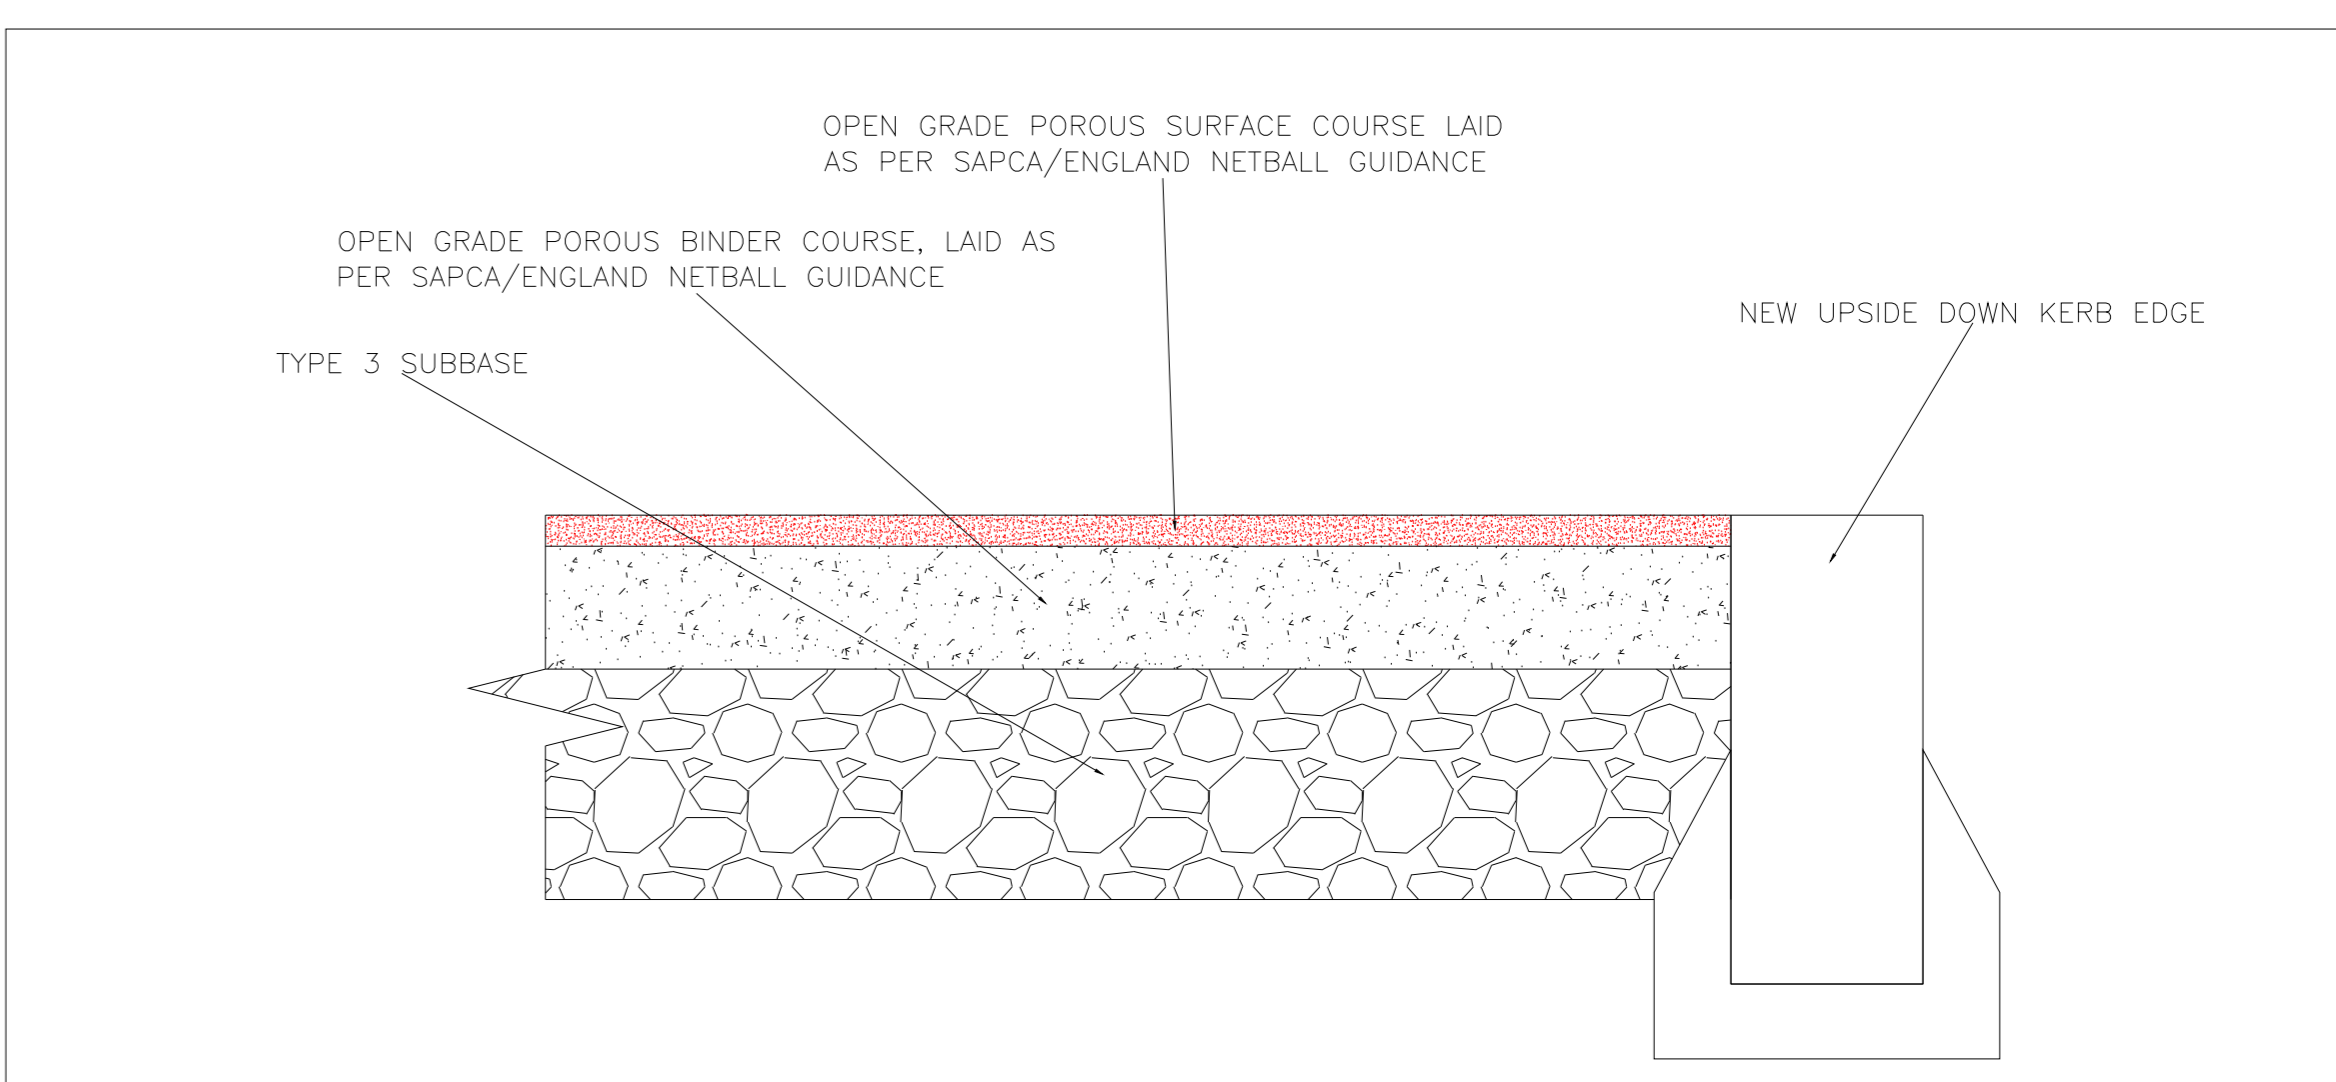 OPEN GRADE POROUS SURFACE COURSE LAID
AS PER SAPCA/ENGLAND NETBALL GUIDANCE
OPEN GRADE POROUS BINDER COURSE, LAID AS
PER SAPCA/ENGLAND NETBALL GUIDANCE
NEW UPSIDE DOWN KERB EDGE
TYPE 3 SUBBASE